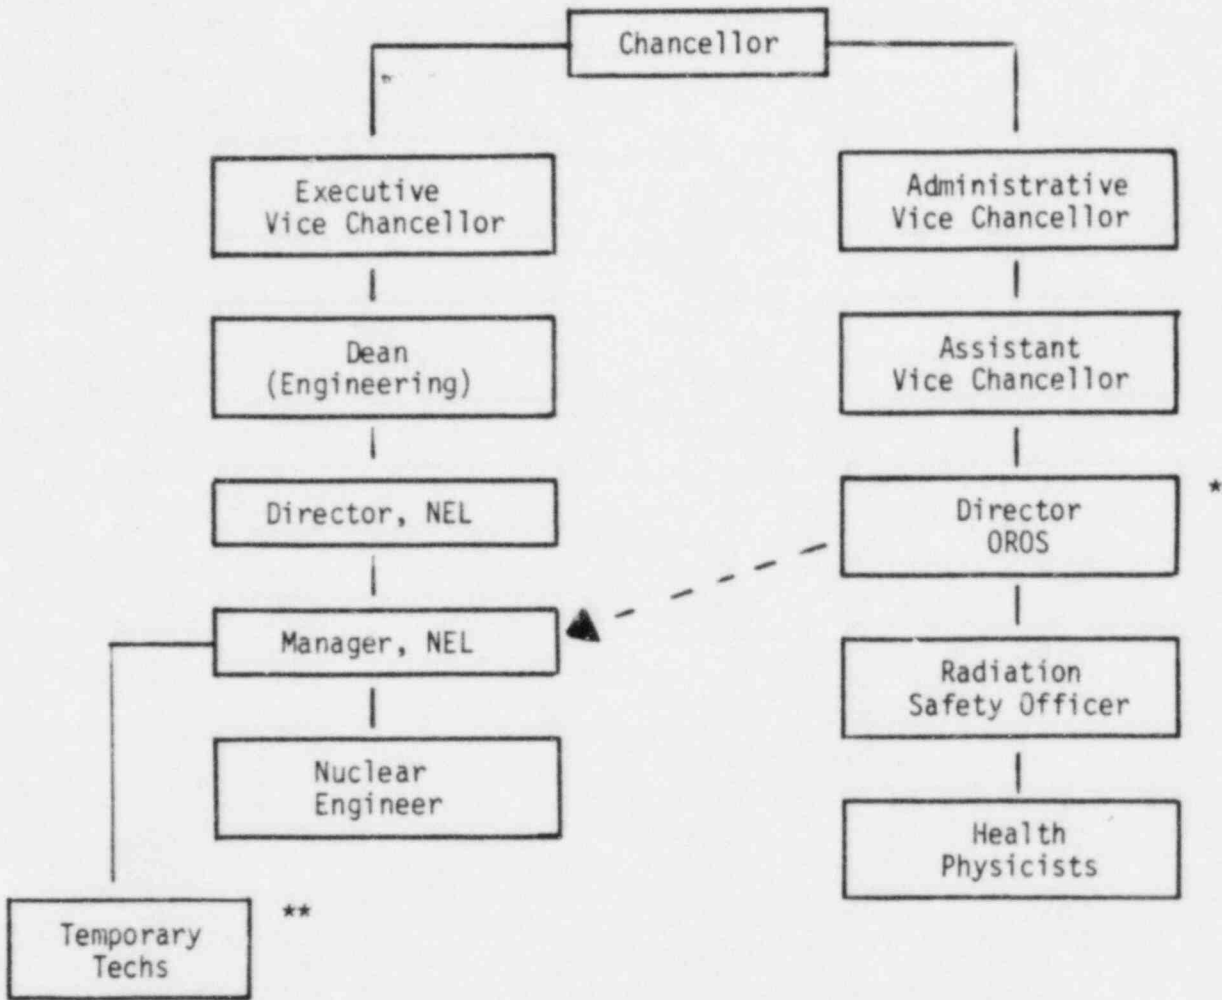 Chancellor
Executive
Vice Chancellor
Administrative
Vice Chancellor
Dean
(Engineering)
Assistant
Vice Chancellor
Director, NEL
Director
OROS
*
Manager, NEL
Radiation
Safety Officer
Nuclear
Engineer
Health
Physicists
Temporary
Techs
**